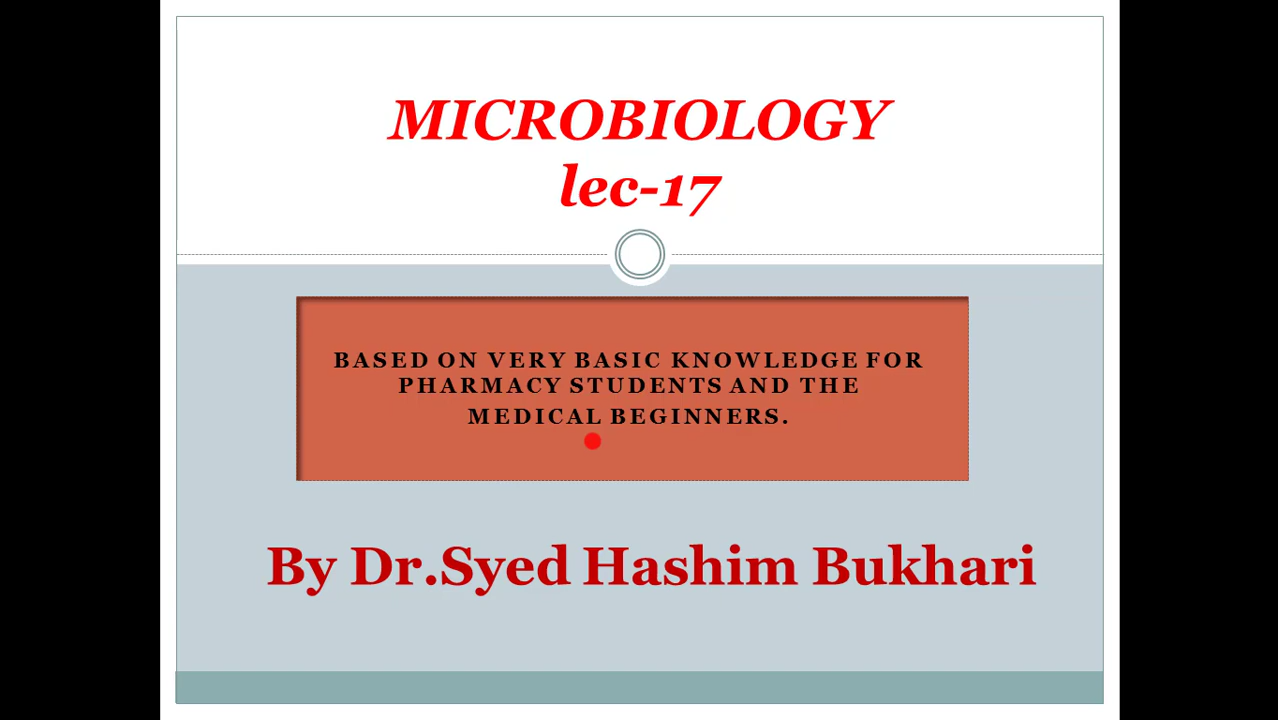 MICROBIOLOGY
lec-17
BASED ON VERY BASIC KNOWLEDGE FOR
PHARMACY STUDENTS AND THE
MEDICAL BEGINNERS.
By Dr.Syed Hashim Bukhari